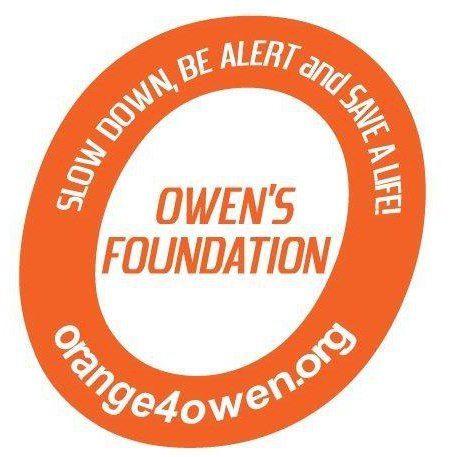 SLOW DOWN, BE ALERT and SAVE A LIFE!
OWEN'S
FOUNDATION
orange4owen.org